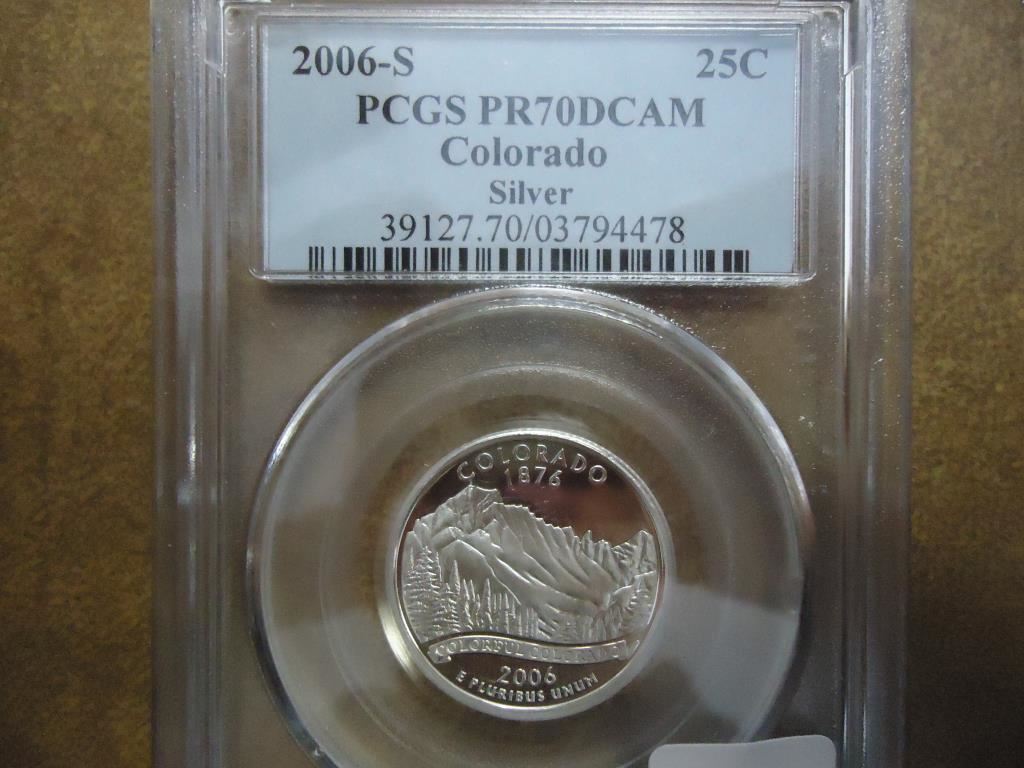 2006-S 25C
PCGS PR70DCAM
Colorado
Silver
39127.70/03794478
COLORADO
1876
COLORFUL COLORADO
2006
E PLURIBUS UNUM